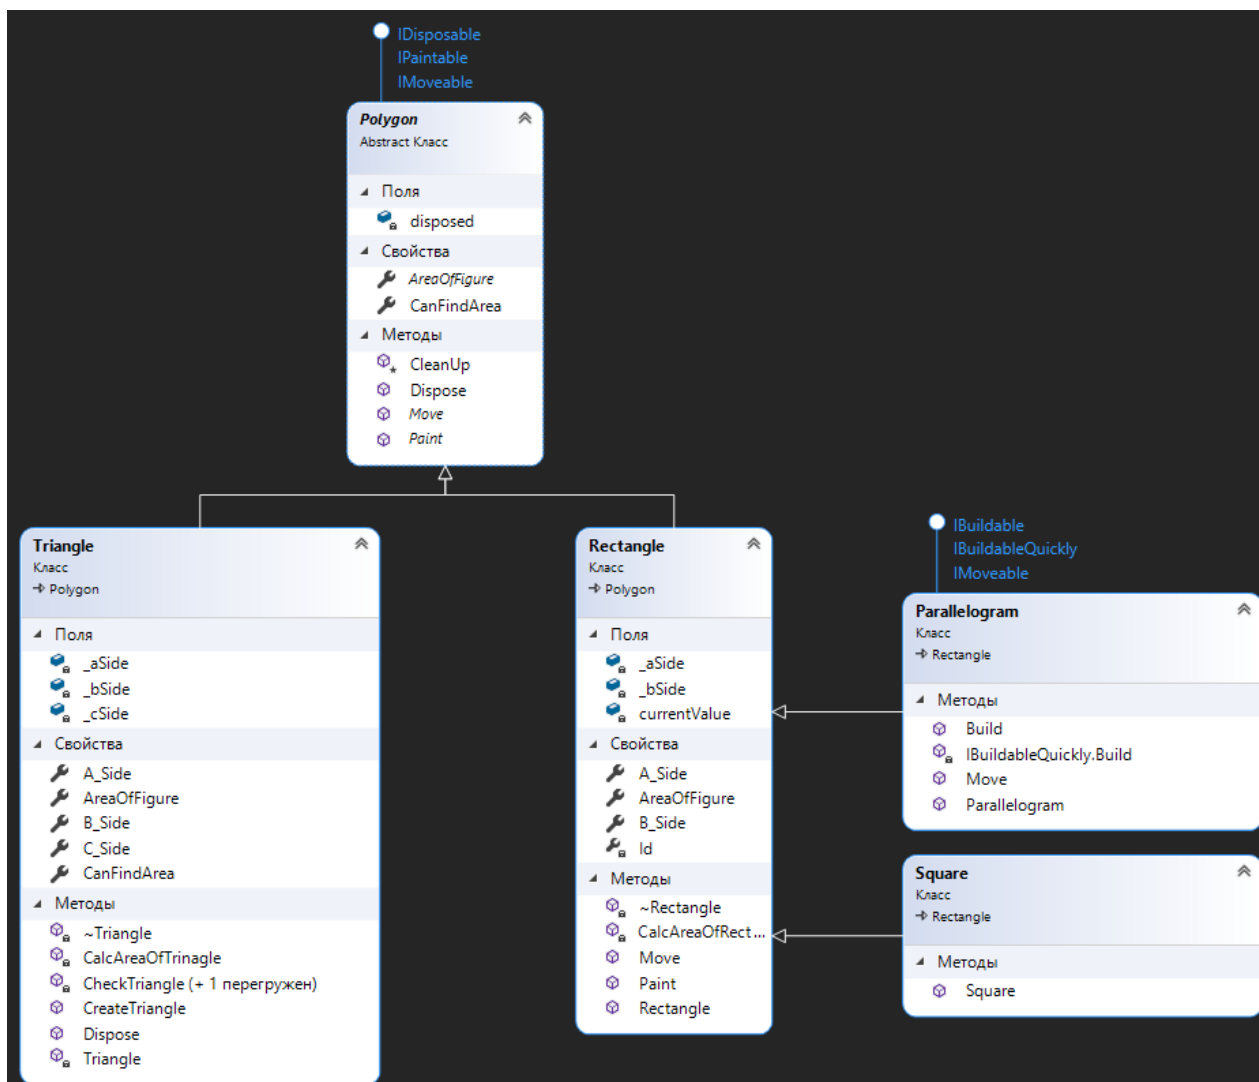 IDisposable
IPaintable
IMoveable
Polygon
Abstract Класс
Поля
disposed
Свойства
AreaOfFigure
CanFindArea
Методы
CleanUp
Dispose
Move
Paint
Triangle
Класс
Polygon
Поля
_aSide
_bSide
_cSide
Свойства
A_Side
AreaOfFigure
B_Side
C_Side
CanFindArea
Методы
~Triangle
CalcAreaOfTrinagle
CheckTriangle (+ 1 перегружен)
CreateTriangle
Dispose
Triangle
Rectangle
Класс
Polygon
Поля
_aSide
_bSide
currentValue
Свойства
A_Side
AreaOfFigure
B_Side
Id
Методы
~Rectangle
CalcAreaOfRect...
Move
Paint
Rectangle
IBuildable
IBuildableQuickly
IMoveable
Parallelogram
Класс
Rectangle
Методы
Build
IBuildableQuickly.Build
Move
Parallelogram
Square
Класс
Rectangle
Методы
Square